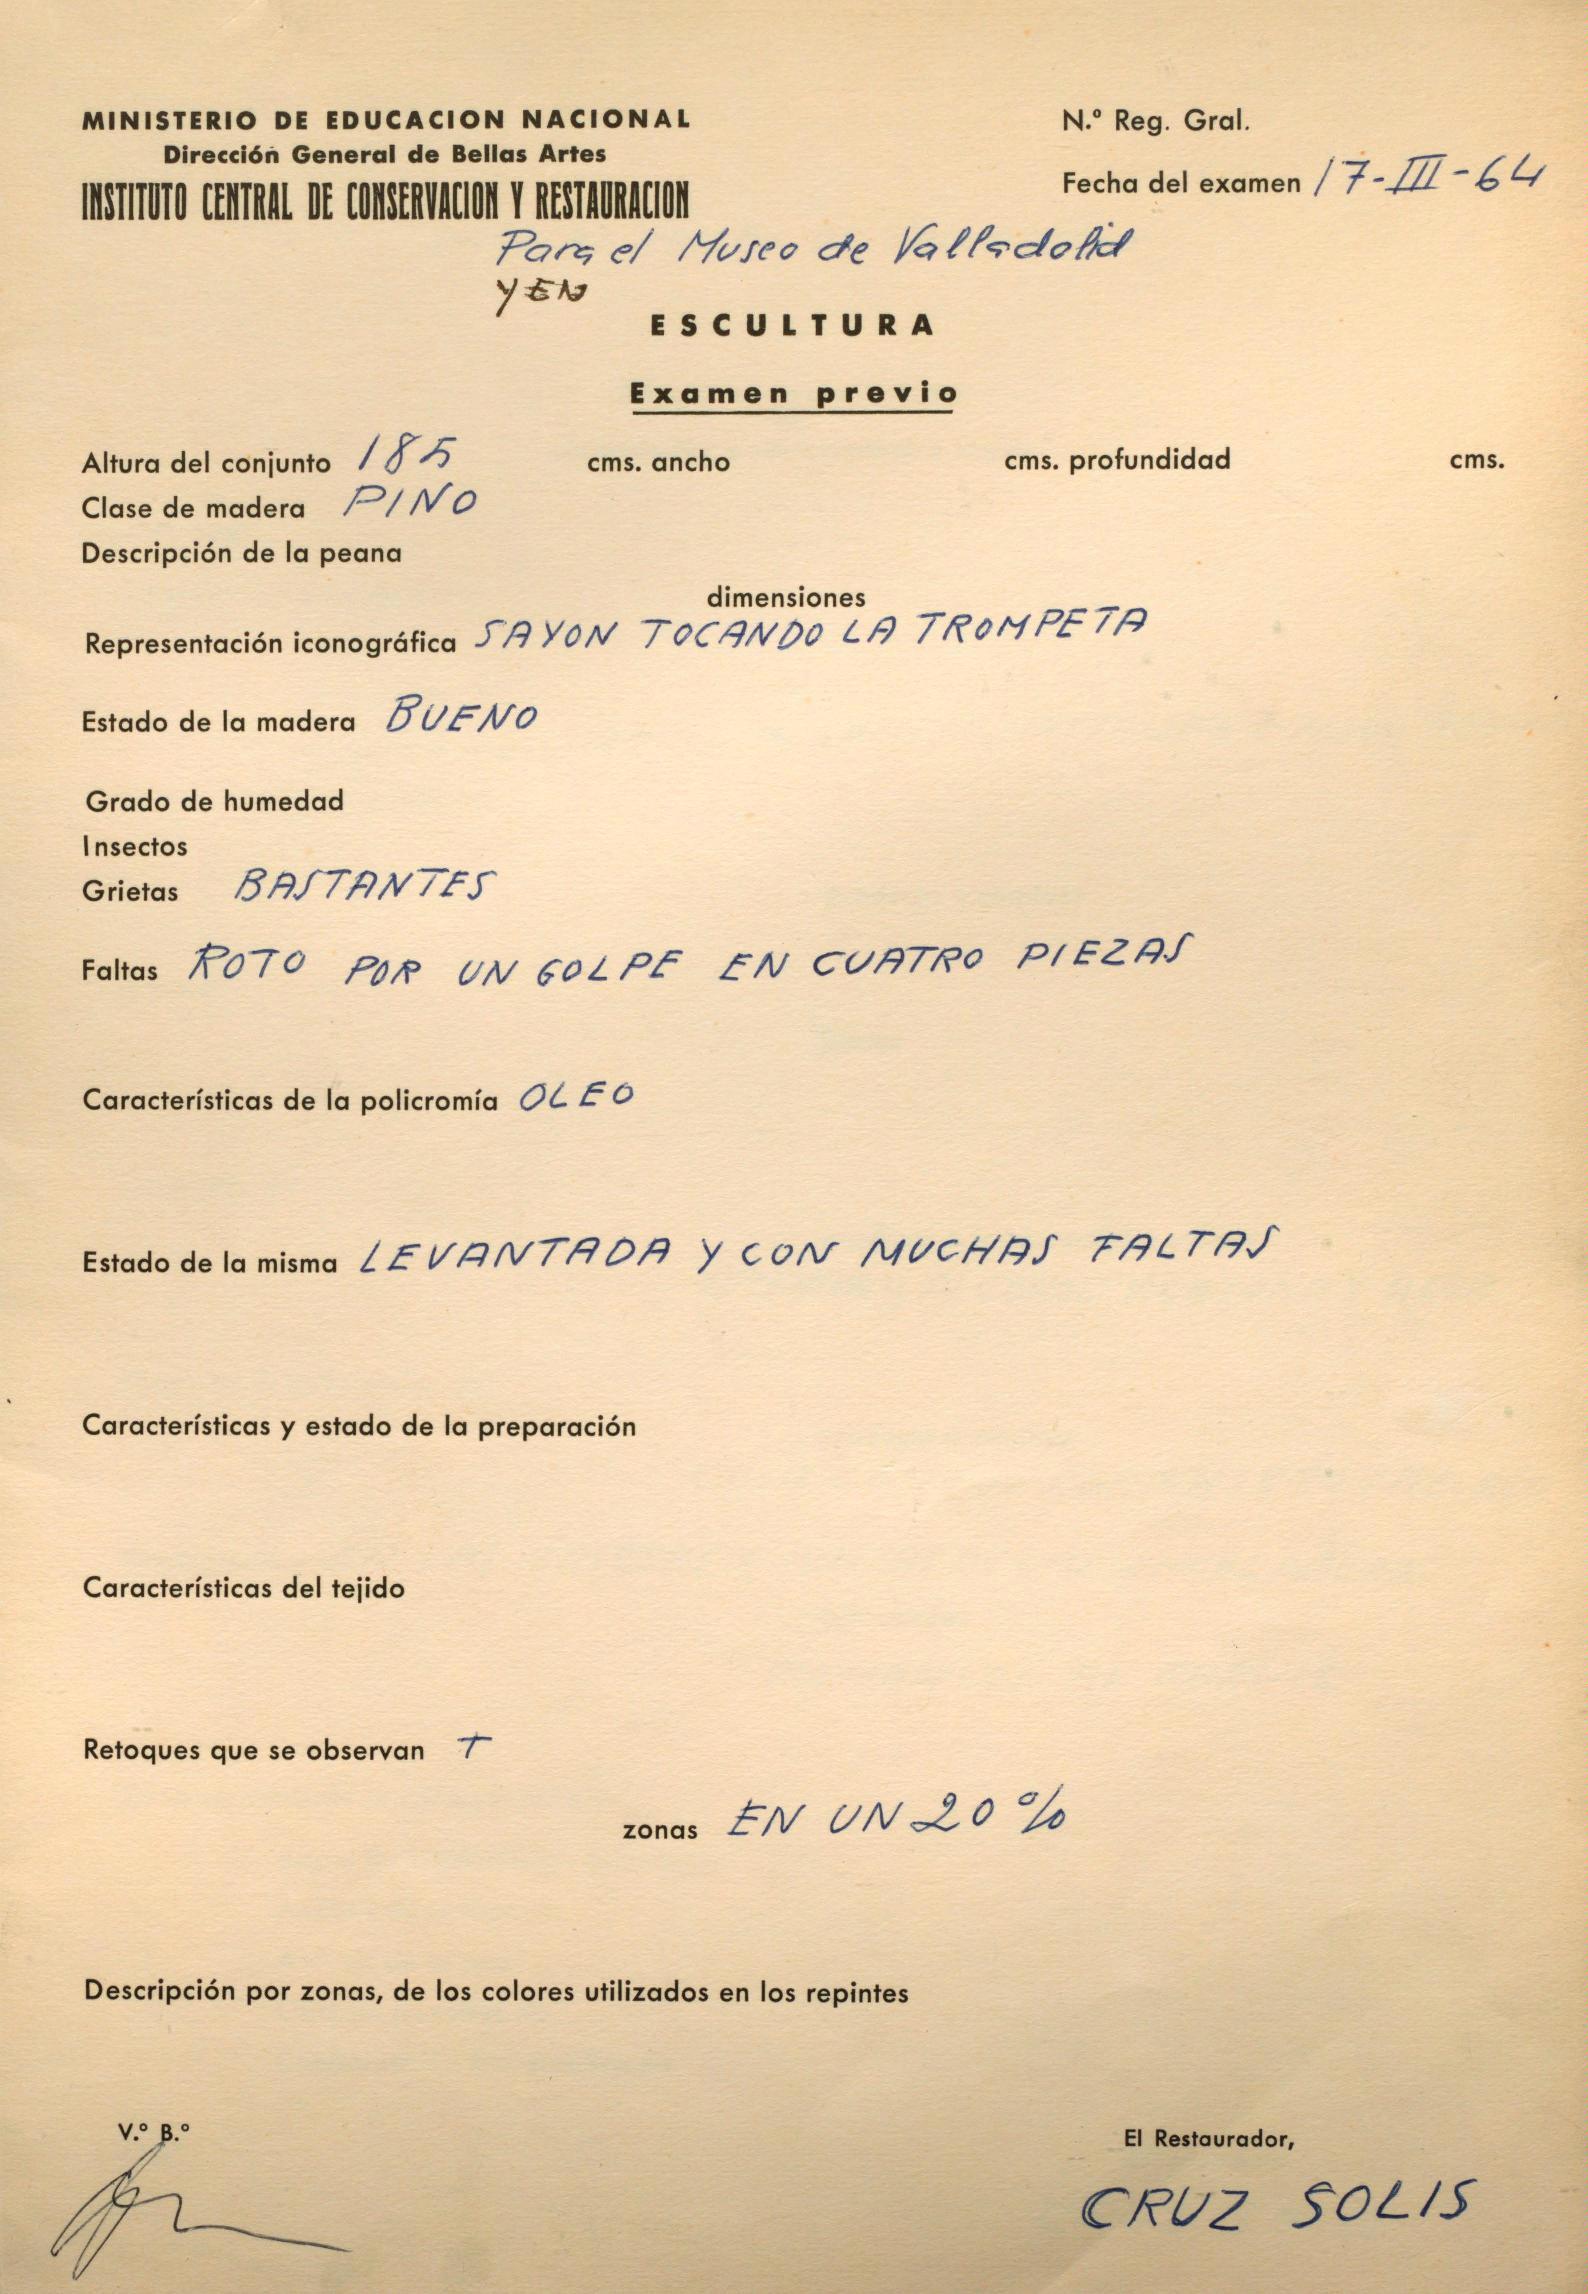 MINISTERIO DE EDUCACION NACIONAL
Dirección General de Bellas Artes
INSTITUTO CENTRAL DE CONSERVACION Y RESTAURACION
N.º Reg. Gral.
Fecha del examen 17-III-64
Para el Museo de Valladolid
YEN
ESCULTURA
Examen previo
Altura del conjunto 185 cms. ancho cms. profundidad cms.
Clase de madera PINO
Descripción de la peana
dimensiones
Representación iconográfica SAYON TOCANDO LA TROMPETA
Estado de la madera BUENO
Grado de humedad
Insectos
Grietas BASTANTES
Faltas ROTO POR UN GOLPE EN CUATRO PIEZAS
Características de la policromía OLEO
Estado de la misma LEVANTADA Y CON MUCHAS FALTAS
Características y estado de la preparación
Características del tejido
Retoques que se observan +
zonas EN UN 20%
Descripción por zonas, de los colores utilizados en los repintes
V.º B.º
El Restaurador,
CRUZ SOLIS